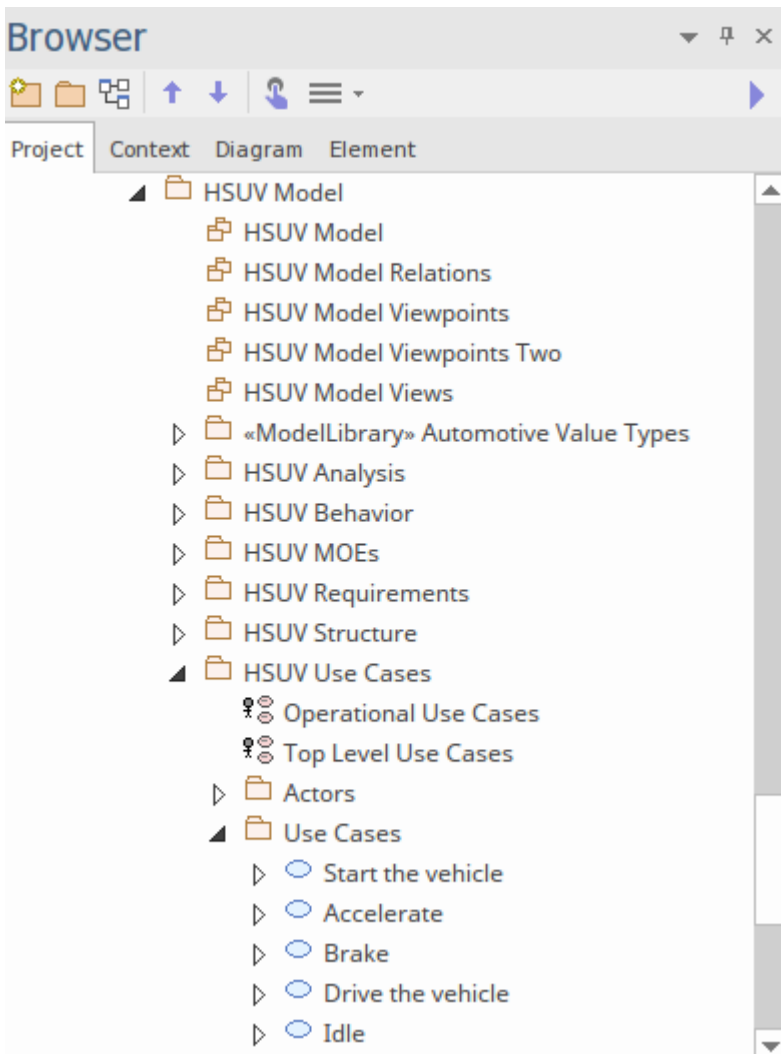 Browser
Project Context Diagram Element
HSUV Model
HSUV Model
HSUV Model Relations
HSUV Model Viewpoints
HSUV Model Viewpoints Two
HSUV Model Views
«ModelLibrary» Automotive Value Types
HSUV Analysis
HSUV Behavior
HSUV MOEs
HSUV Requirements
HSUV Structure
HSUV Use Cases
Operational Use Cases
Top Level Use Cases
Actors
Use Cases
Start the vehicle
Accelerate
Brake
Drive the vehicle
Idle